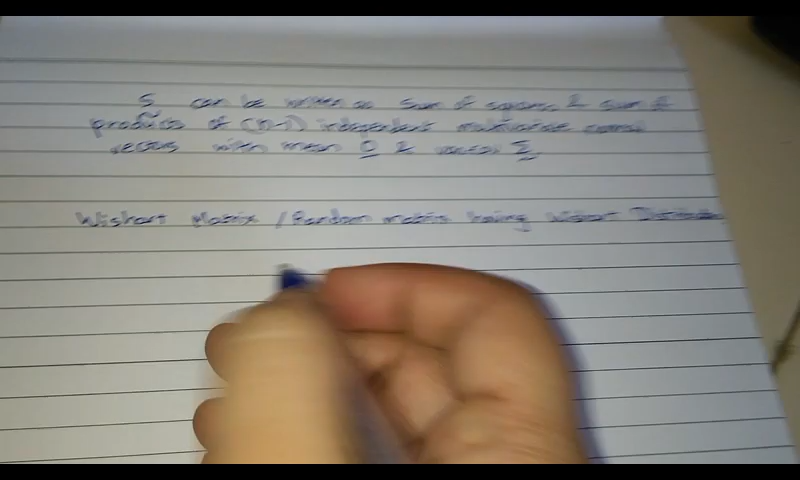 S can be written as Sum of squares & sum of
products of (n-1) independent multivariate normal
vectors with mean 0 & Σ
Wishart Matrix / Random matrix having Wishart Distribution